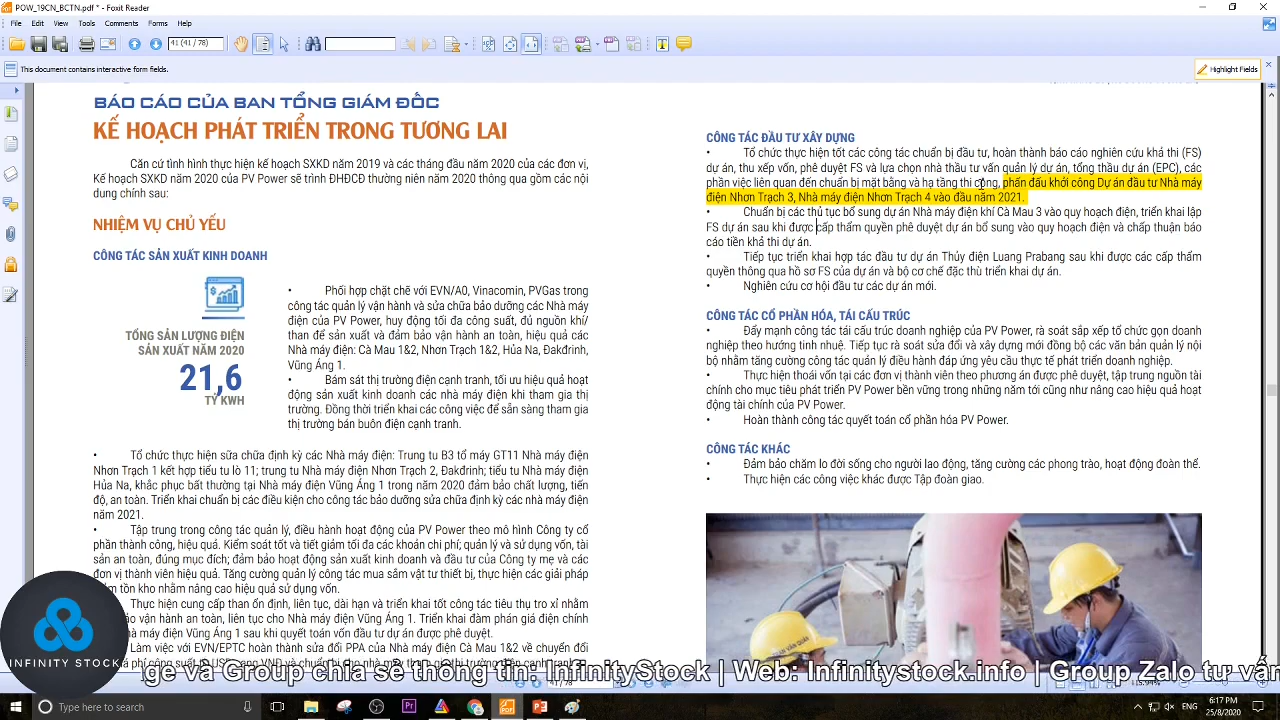 POW_19CN_BCTN.pdf * - Foxit Reader
File Edit View Tools Comments Forms Help
41 (41 / 78)
This document contains interactive form fields.
Highlight Fields
BÁO CÁO CỦA BAN TỔNG GIÁM ĐỐC
KẾ HOẠCH PHÁT TRIỂN TRONG TƯƠNG LAI
Căn cứ tình hình thực hiện kế hoạch SXKD năm 2019 và các tháng đầu năm 2020 của các đơn vị,
Kế hoạch SXKD năm 2020 của PV Power sẽ trình ĐHĐCĐ thường niên năm 2020 thông qua gồm các nội
dung chính sau:
NHIỆM VỤ CHỦ YẾU
CÔNG TÁC SẢN XUẤT KINH DOANH
TỔNG SẢN LƯỢNG ĐIỆN
SẢN XUẤT NĂM 2020
21,6
TỶ KWH
• Phối hợp chặt chẽ với EVN/A0, Vinacomin, PVGas trong
công tác quản lý vận hành và sửa chữa bảo dưỡng các Nhà máy
điện của PV Power, huy động tối đa công suất, đủ nguồn khí/
than để sản xuất và đảm bảo vận hành an toàn, hiệu quả các
Nhà máy điện: Cà Mau 1&2, Nhơn Trạch 1&2, Hủa Na, Đakđrinh,
Vũng Áng 1.
• Bám sát thị trường điện cạnh tranh, tối ưu hiệu quả hoạt
động sản xuất kinh doanh các nhà máy điện khi tham gia thị
trường. Đồng thời triển khai các công việc để sẵn sàng tham gia
thị trường bán buôn điện cạnh tranh.
• Tổ chức thực hiện sửa chữa định kỳ các Nhà máy điện: Trung tu B3 tổ máy GT11 Nhà máy điện
Nhơn Trạch 1 kết hợp tiểu tu lò 11; trung tu Nhà máy điện Nhơn Trạch 2, Đakđrinh; tiểu tu Nhà máy điện
Hủa Na, khắc phục bất thường tại Nhà máy điện Vũng Áng 1 trong năm 2020 đảm bảo chất lượng, tiến
độ, an toàn. Triển khai chuẩn bị các điều kiện cho công tác bảo dưỡng sửa chữa định kỳ các nhà máy điện
năm 2021.
• Tập trung trong công tác quản lý, điều hành hoạt động của PV Power theo mô hình Công ty cổ
phần thành công, hiệu quả. Kiểm soát tốt và tiết giảm tối đa các khoản chi phí; quản lý và sử dụng vốn, tài
sản an toàn, đúng mục đích; đảm bảo hoạt động sản xuất kinh doanh và đầu tư của Công ty mẹ và các
đơn vị thành viên hiệu quả. Tăng cường quản lý công tác mua sắm vật tư thiết bị, thực hiện các giải pháp
tồn kho nhằm nâng cao hiệu quả sử dụng vốn.
Thực hiện cung cấp than ổn định, liên tục, dài hạn và triển khai tốt công tác tiêu thụ tro xỉ nhằm
vận hành an toàn, liên tục cho Nhà máy điện Vũng Áng 1. Triển khai đàm phán giá điện chính
máy điện Vũng Áng 1 sau khi quyết toán vốn đầu tư dự án được phê duyệt.
Làm việc với EVN/EPTC hoàn thành sửa đổi PPA của Nhà máy điện Cà Mau 1&2 về chuyển đổi
CÔNG TÁC ĐẦU TƯ XÂY DỰNG
• Tổ chức thực hiện tốt các công tác chuẩn bị đầu tư, hoàn thành báo cáo nghiên cứu khả thi (FS)
dự án, thu xếp vốn, phê duyệt FS và lựa chọn nhà thầu tư vấn quản lý dự án, tổng thầu dự án (EPC), các
phần việc liên quan đến chuẩn bị mặt bằng và hạ tầng thi công, phấn đấu khởi công Dự án đầu tư Nhà máy
điện Nhơn Trạch 3, Nhà máy điện Nhơn Trạch 4 vào đầu năm 2021.
• Chuẩn bị các thủ tục bổ sung dự án Nhà máy điện khí Cà Mau 3 vào quy hoạch điện, triển khai lập
FS dự án sau khi được cấp thẩm quyền phê duyệt dự án bổ sung vào quy hoạch điện và chấp thuận báo
cáo tiền khả thi dự án.
• Tiếp tục triển khai hợp tác đầu tư dự án Thủy điện Luang Prabang sau khi được các cấp thẩm
quyền thông qua hồ sơ FS của dự án và bộ cơ chế đặc thù triển khai dự án.
• Nghiên cứu cơ hội đầu tư các dự án mới.
CÔNG TÁC CỔ PHẦN HÓA, TÁI CẤU TRÚC
• Đẩy mạnh công tác tái cấu trúc doanh nghiệp của PV Power, rà soát sắp xếp tổ chức gọn doanh
nghiệp theo hướng tinh nhuệ. Tiếp tục rà soát sửa đổi và xây dựng mới đồng bộ các văn bản quản lý nội
bộ nhằm tăng cường công tác quản lý điều hành đáp ứng yêu cầu thực tế phát triển doanh nghiệp.
• Thực hiện thoái vốn tại các đơn vị thành viên theo phương án được phê duyệt, tập trung nguồn tài
chính cho mục tiêu phát triển PV Power bền vững trong những năm tới cũng như nâng cao hiệu quả hoạt
động tài chính của PV Power.
• Hoàn thành công tác quyết toán cổ phần hóa PV Power.
CÔNG TÁC KHÁC
• Đảm bảo chăm lo đời sống cho người lao động, tăng cường các phong trào, hoạt động đoàn thể.
• Thực hiện các công việc khác được Tập đoàn giao.
INFINITY STOCK
age và Group chia sẻ thông tin: InfinityStock | Web: Infinitystock.info | Group Zalo tư vấn
41 / 78
115.94%
Type here to search
ENG
6:17 PM
25/8/2020